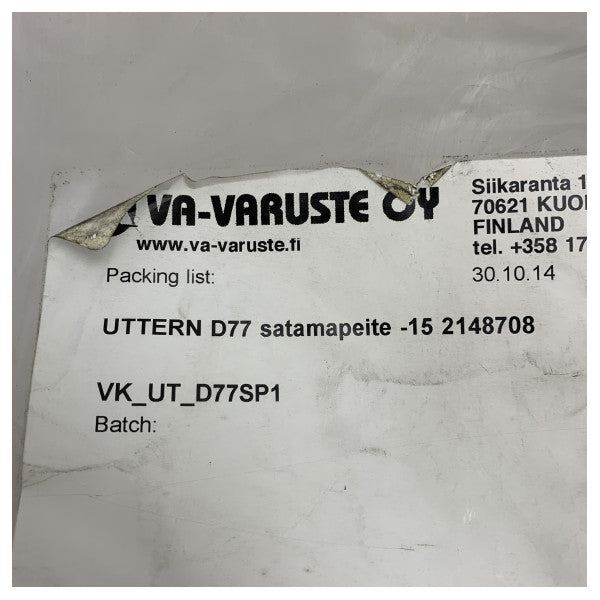 VA-VARUSTE OY
www.va-varuste.fi
Siikaranta 1
70621 KUO
FINLAND
tel. +358 17
Packing list:
30.10.14
UTTERN D77 satamapeite -15 2148708
VK_UT_D77SP1
Batch: